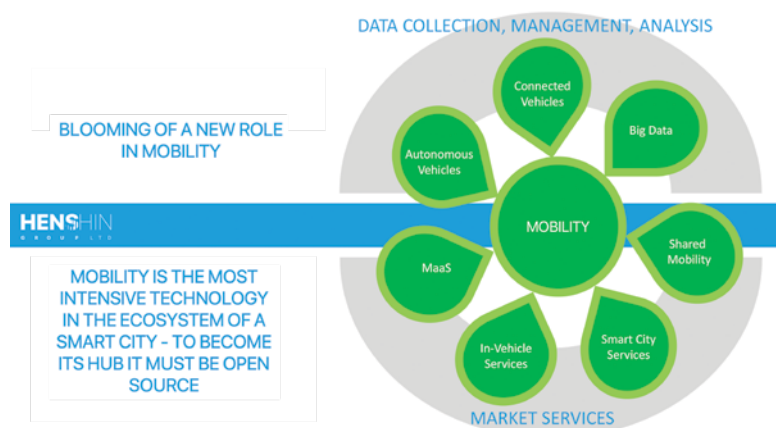 DATA COLLECTION, MANAGEMENT, ANALYSIS
BLOOMING OF A NEW ROLE
IN MOBILITY
Connected
Vehicles
Big Data
Autonomous
Vehicles
HENSHIN
GROUP LTD
MOBILITY
Shared
Mobility
MaaS
In-Vehicle
Services
Smart City
Services
MOBILITY IS THE MOST
INTENSIVE TECHNOLOGY
IN THE ECOSYSTEM OF A
SMART CITY - TO BECOME
ITS HUB IT MUST BE OPEN
SOURCE
MARKET SERVICES